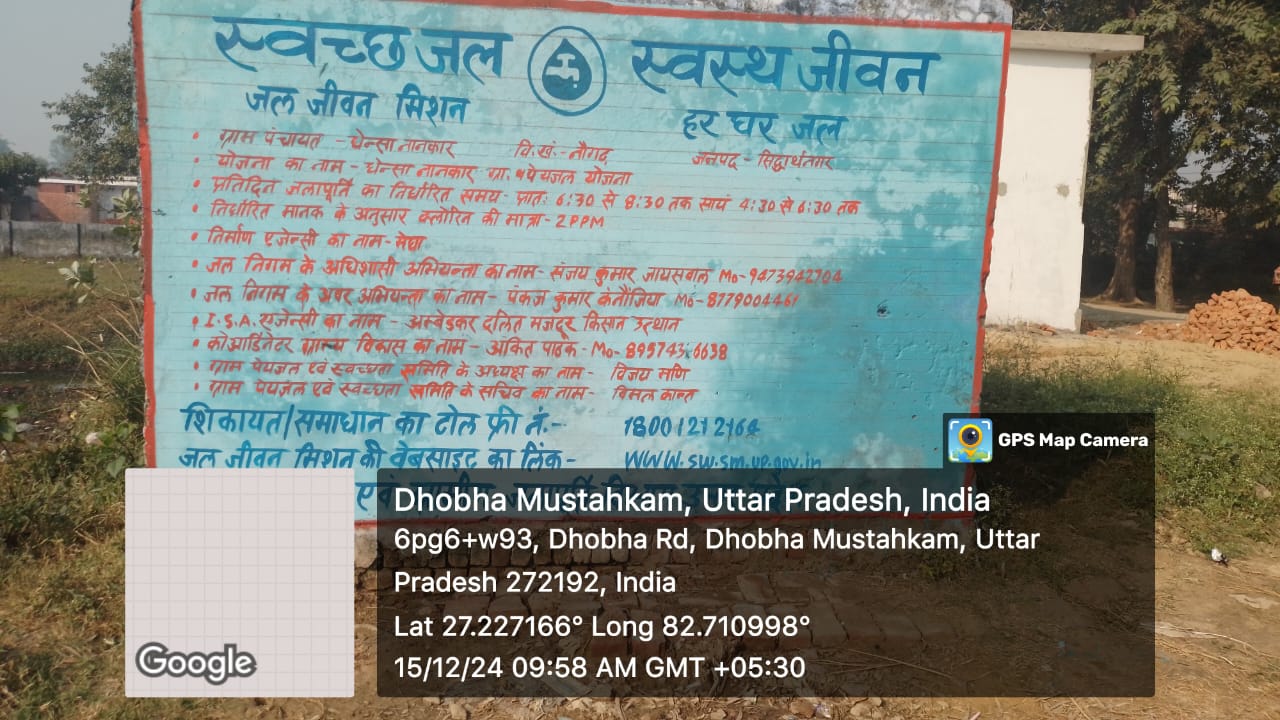 स्वच्छ जल स्वस्थ जीवन
जल जीवन मिशन हर घर जल
• ग्राम पंचायत - धेन्सा नानकार वि.खं.- नौगढ़ जनपद - सिद्धार्थनगर
• योजना का नाम - धेन्सा नानकार ग्रा. पेयजल योजना
• प्रतिदिन जलापूर्ति का निर्धारित समय - प्रातः 6:30 से 8:30 तक सायं 4:30 से 6:30 तक
• निर्धारित मानक के अनुसार क्लोरिन की मात्रा - 2PPM
• निर्माण एजेन्सी का नाम - मेघा
• जल निगम के अधिशासी अभियन्ता का नाम - संजय कुमार जायसवाल Mo- 9473942704
• जल निगम के अवर अभियन्ता का नाम - पंकज कुमार कनौजिया Mo- 8779004461
• I.S.A. एजेन्सी का नाम - अम्बेडकर दलित मजदूर किसान उत्थान
• कोआर्डिनेटर ग्राम्य विकास का नाम - अंकित पाठक - Mo- 8957436638
• ग्राम पेयजल एवं स्वच्छता समिति के अध्यक्ष का नाम - विजय मणि
• ग्राम पेयजल एवं स्वच्छता समिति के सचिव का नाम - विमल कान्त
शिकायत/समाधान का टोल फ्री नं.- 18001212164
जल जीवन मिशन की वेबसाइट का लिंक - www.swsm.up.gov.in
GPS Map Camera
Dhobha Mustahkam, Uttar Pradesh, India
6pg6+w93, Dhobha Rd, Dhobha Mustahkam, Uttar
Pradesh 272192, India
Lat 27.227166° Long 82.710998°
15/12/24 09:58 AM GMT +05:30
Google